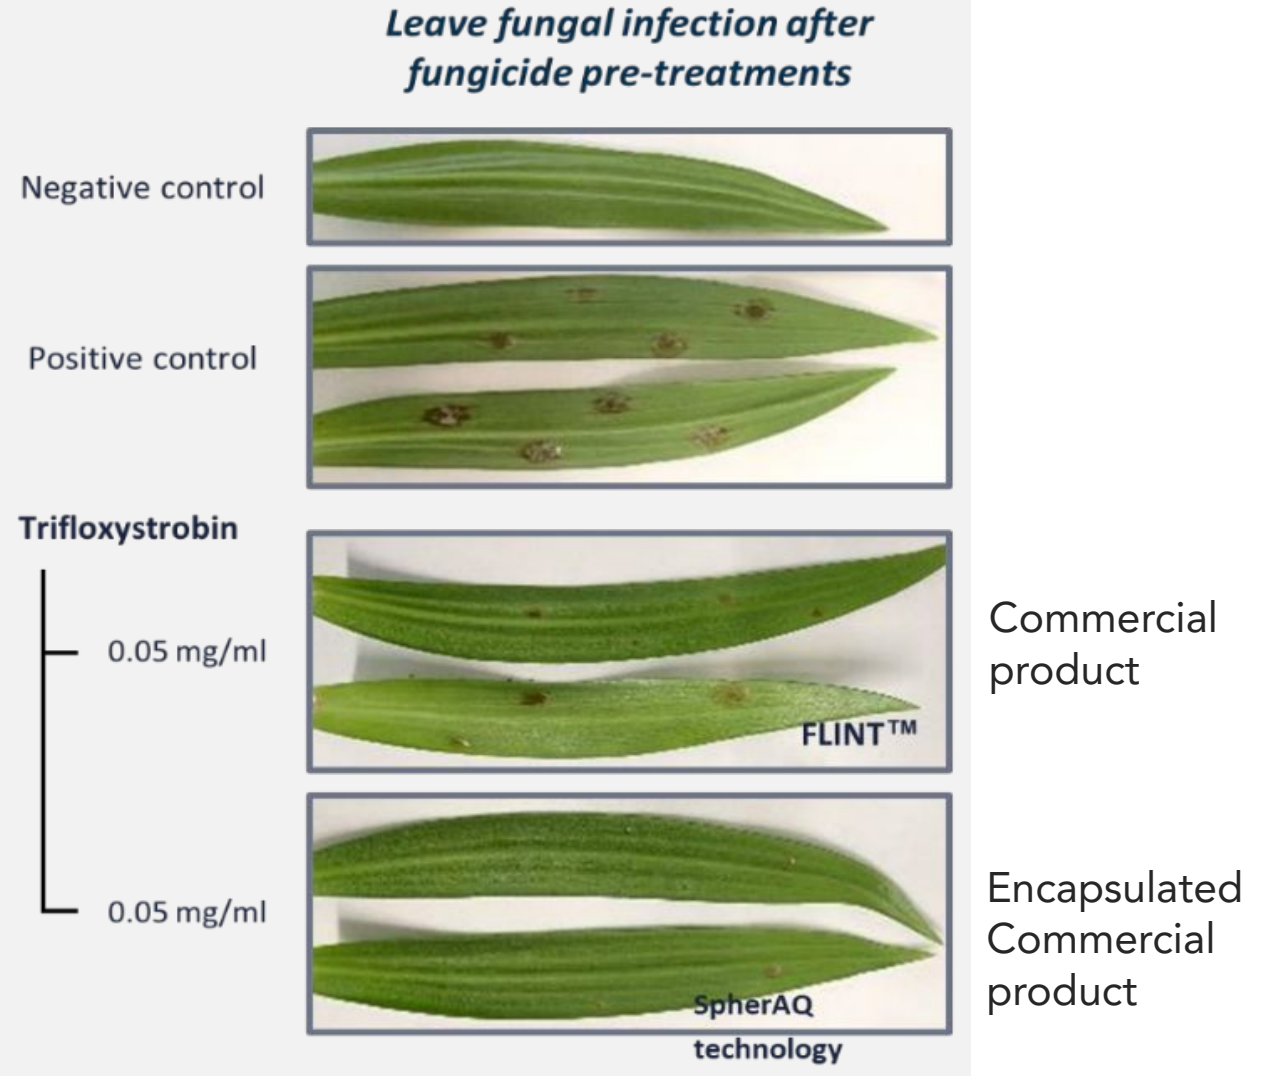 Leave fungal infection after
fungicide pre-treatments
Negative control
Positive control
Trifloxystrobin
0.05 mg/ml
FLINT™
Commercial
product
0.05 mg/ml
SpherAQ
technology
Encapsulated
Commercial
product